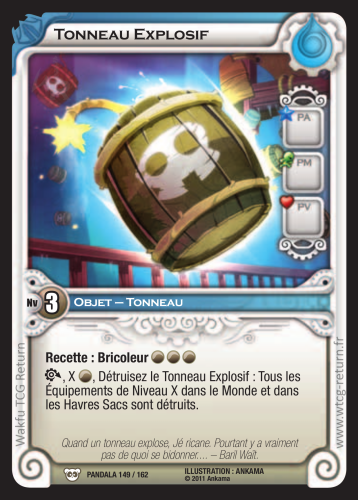 Tonneau Explosif
PA
PM
PV
Nv 3
Objet – Tonneau
Recette : Bricoleur
, X , Détruisez le Tonneau Explosif : Tous les
Équipements de Niveau X dans le Monde et dans
les Havres Sacs sont détruits.
Quand un tonneau explose, Jé ricane. Pourtant y a vraiment
pas de quoi se bidonner.... – Baril Waït.
PANDALA 149 / 162
ILLUSTRATION : ANKAMA
© 2011 Ankama
Wakfu TCG Return
www.wtcg-return.fr